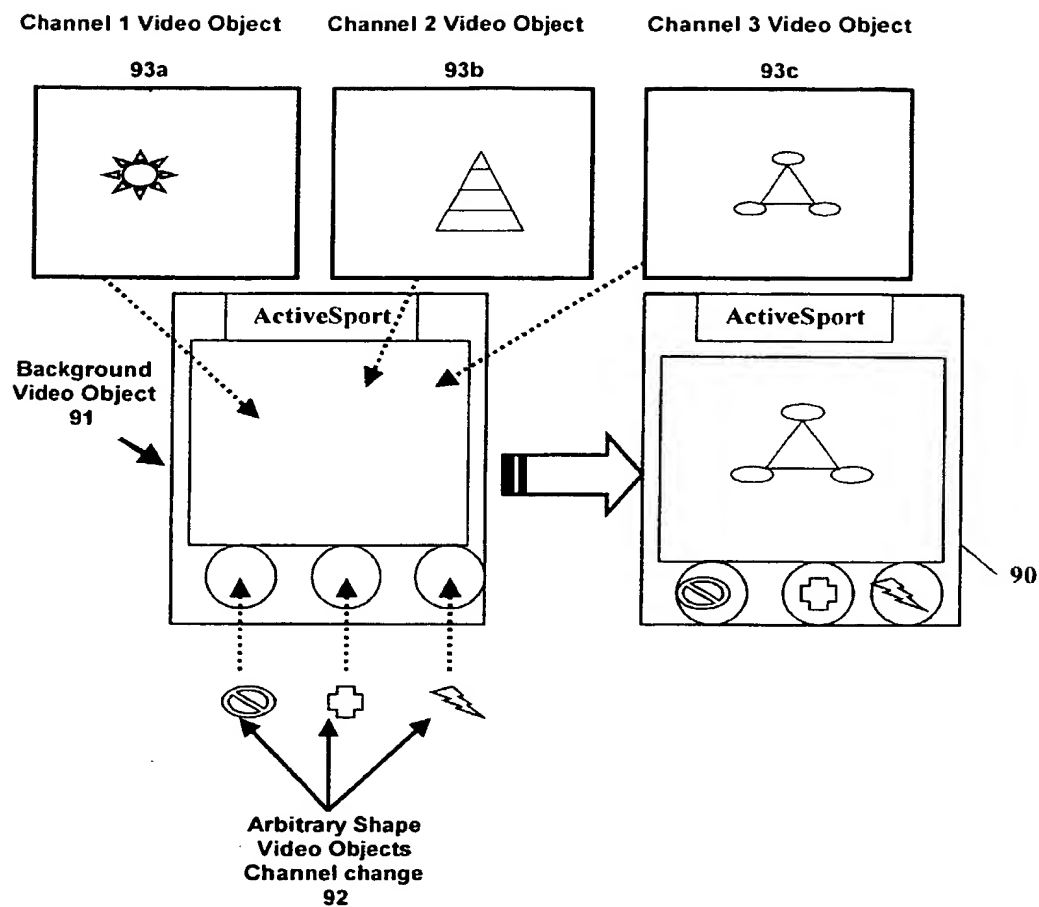 Channel 1 Video Object
Channel 2 Video Object
Channel 3 Video Object
93a
93b
93c
ActiveSport
ActiveSport
Background
Video Object
91
90
Arbitrary Shape
Video Objects
Channel change
92